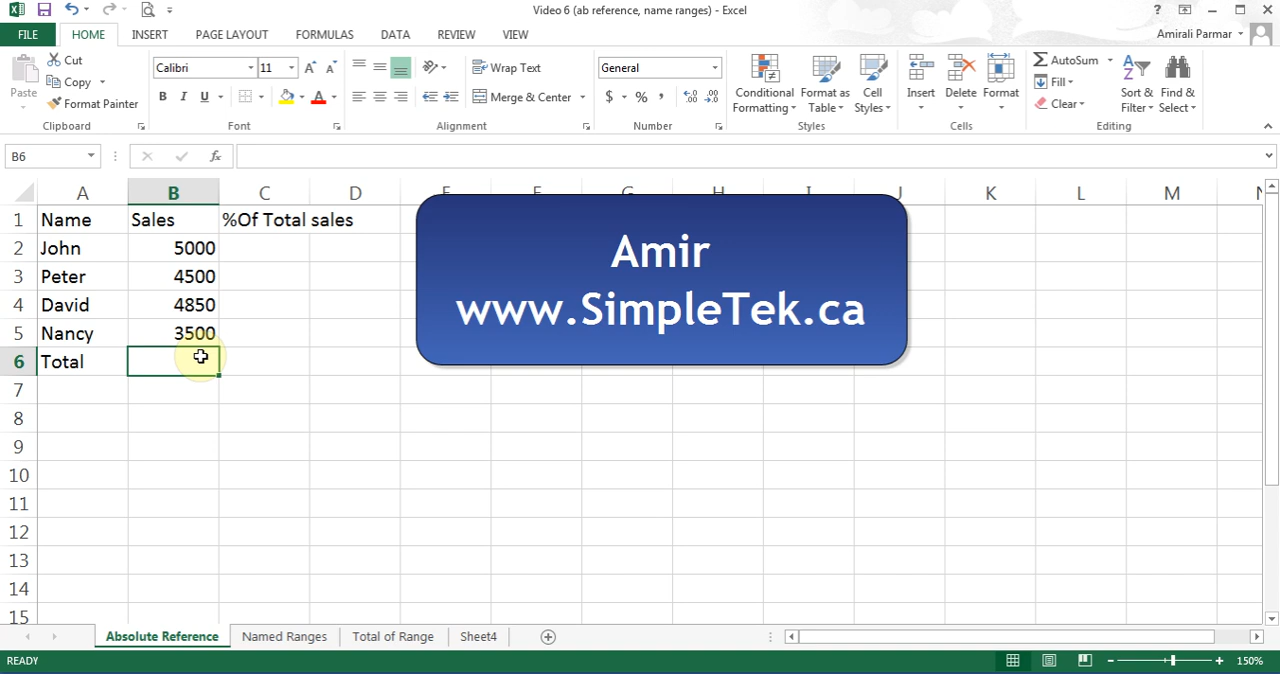 Video 6 (ab reference, name ranges) - Excel
?
FILE HOME INSERT PAGE LAYOUT FORMULAS DATA REVIEW VIEW
Amirali Parmar
Paste
Cut
Copy
Format Painter
Clipboard
Calibri 11
B I U
Font
Wrap Text
Merge & Center
Alignment
General
$ % ,
Number
Conditional Formatting
Format as Table
Cell Styles
Styles
Insert
Delete
Format
Cells
AutoSum
Fill
Clear
Sort & Filter
Find & Select
Editing
B6
fx
A B C D E F G H I J K L M N
1 Name Sales %Of Total sales
2 John 5000
3 Peter 4500
4 David 4850
5 Nancy 3500
6 Total
7
8
9
10
11
12
13
14
15
Amir
www.SimpleTek.ca
Absolute Reference Named Ranges Total of Range Sheet4
READY
150%